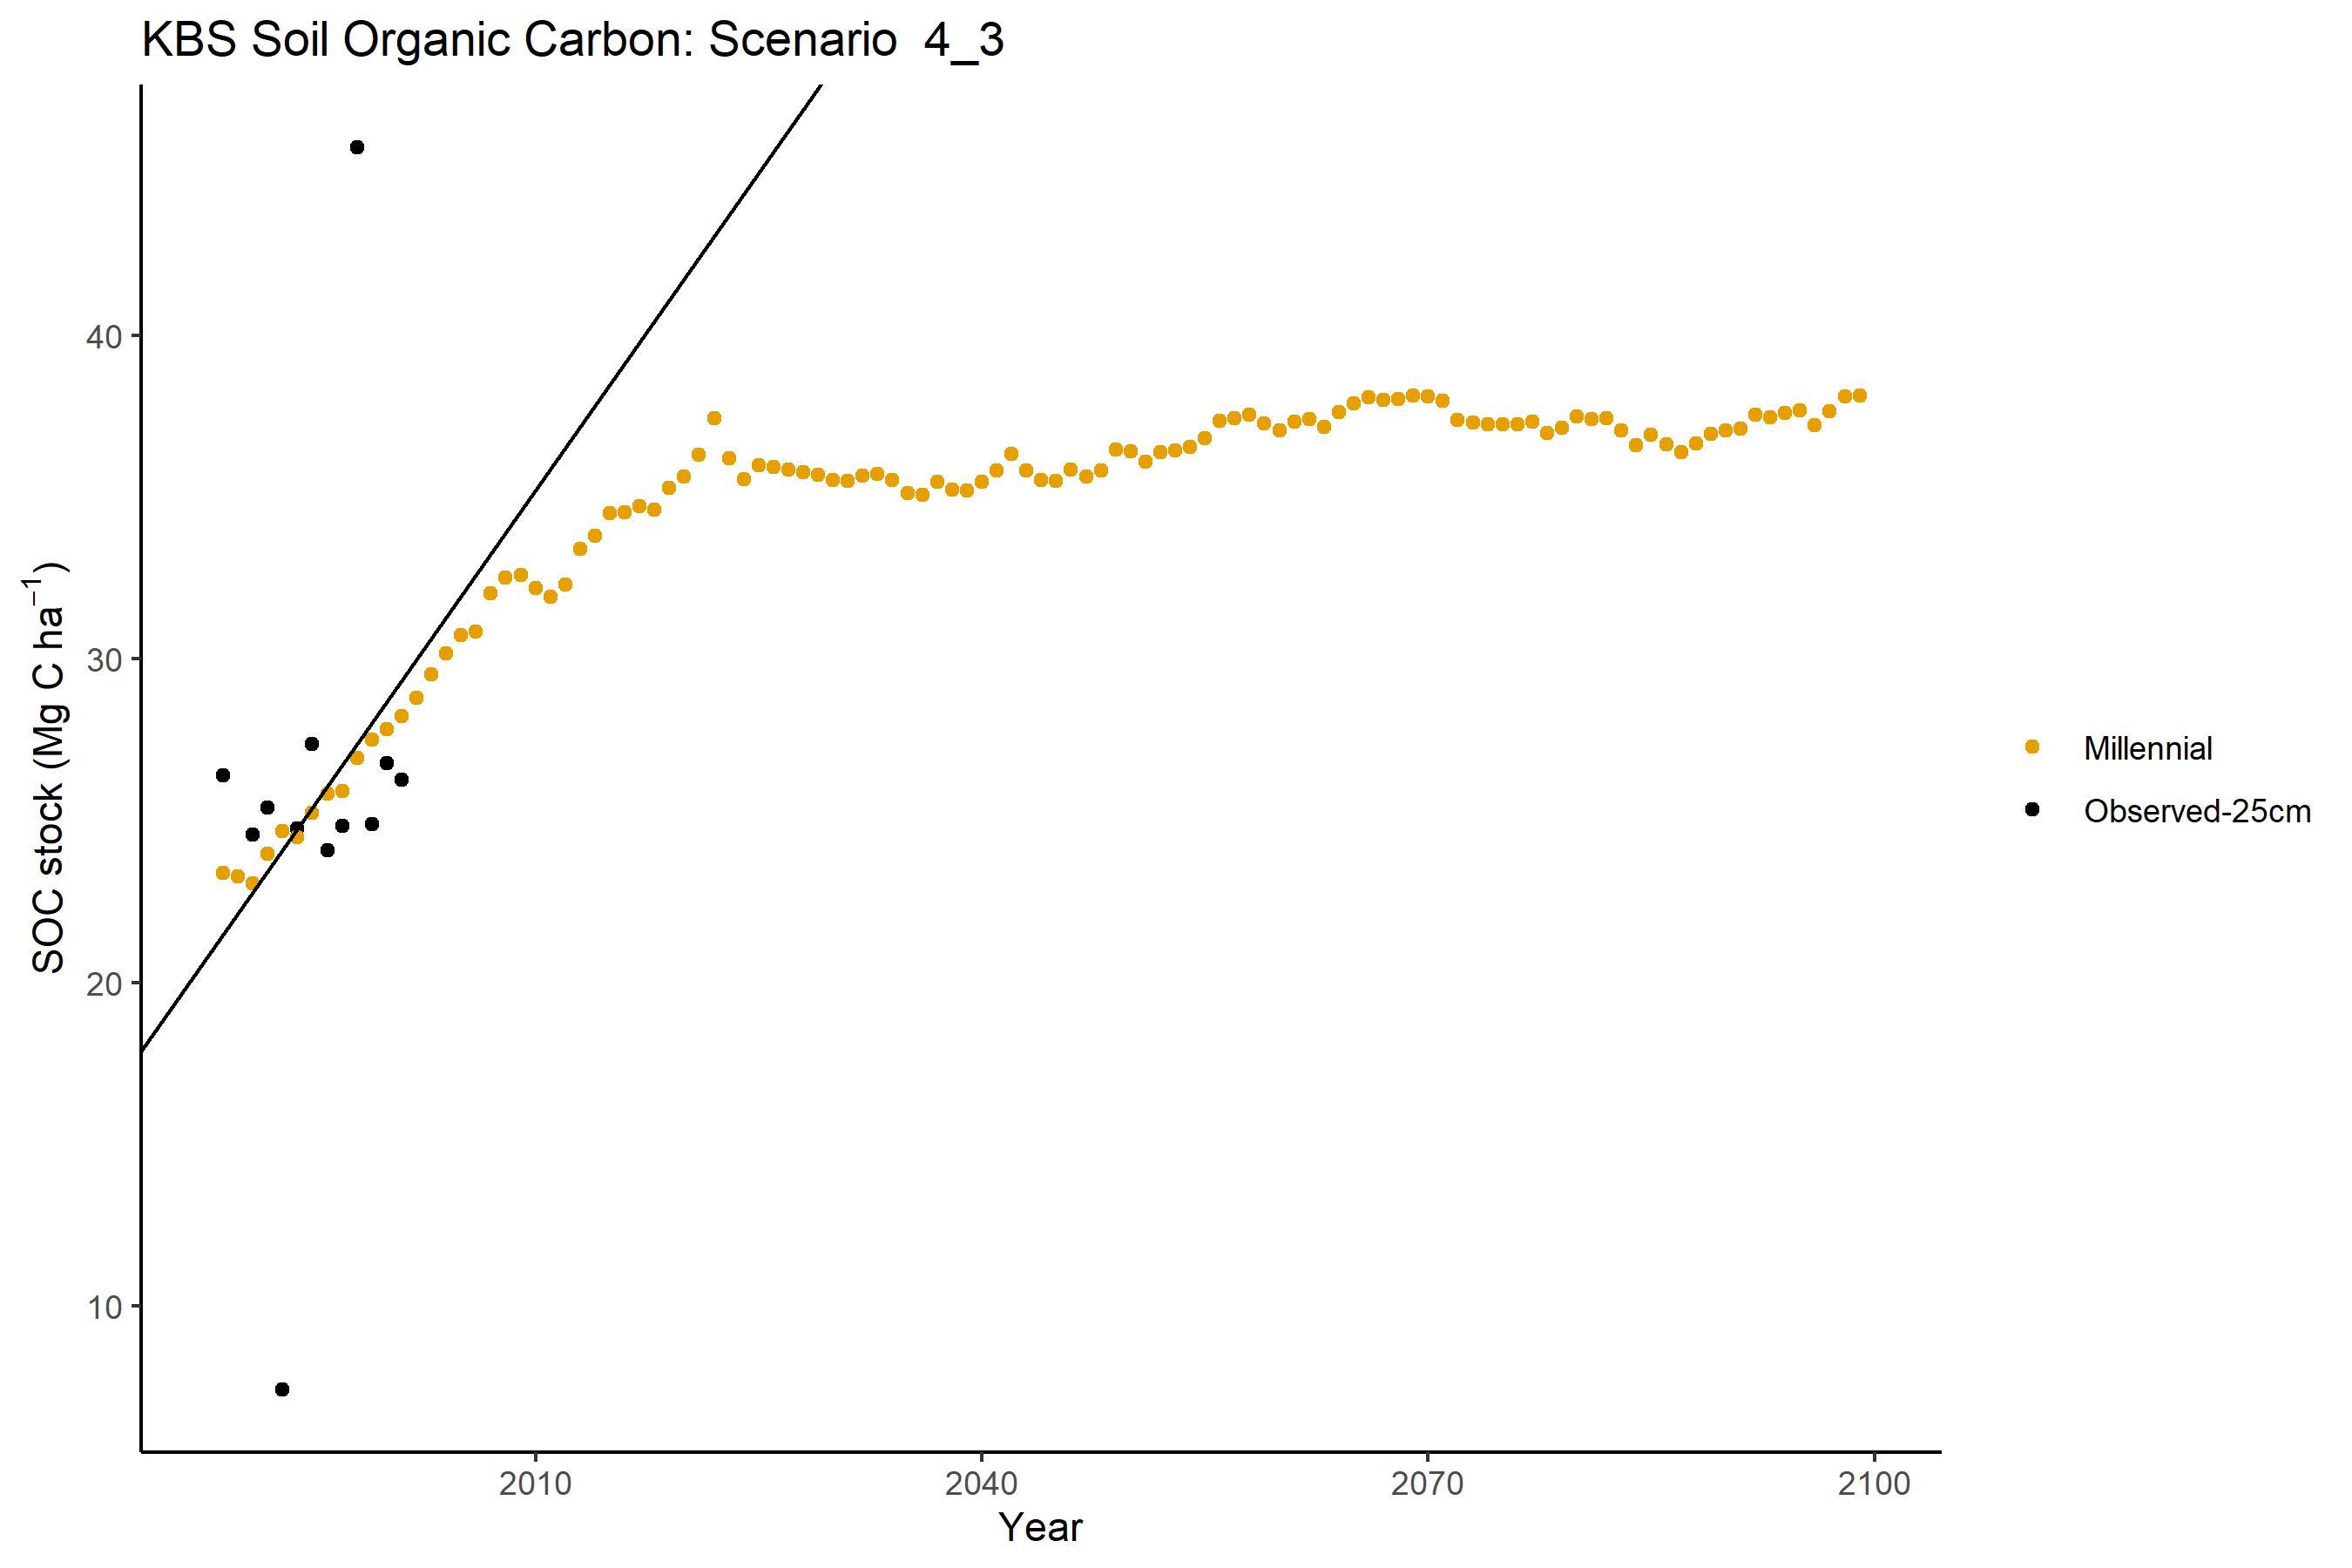 KBS Soil Organic Carbon: Scenario  4_3
SOC stock (Mg C ha⁻¹)
40
30
20
10
2010
2040
2070
2100
Year
Millennial
Observed-25cm